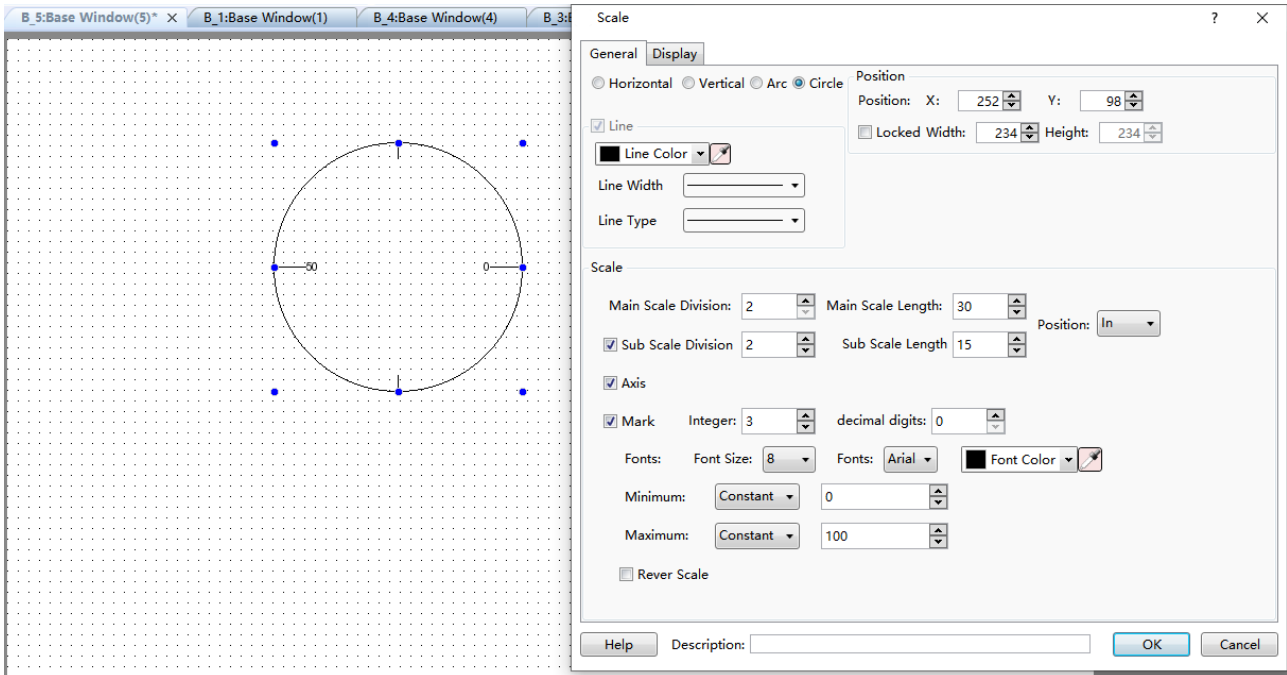 B_5:Base Window(5)* × B_1:Base Window(1) B_4:Base Window(4)
Scale ? ×
General Display
Horizontal Vertical Arc Circle
Position
Position: X: 252 Y: 98
Locked Width: 234 Height: 234
Line
Line Color
Line Width
Line Type
50 0
Scale
Main Scale Division: 2 Main Scale Length: 30 Position: In
Sub Scale Division 2 Sub Scale Length 15
Axis
Mark Integer: 3 decimal digits: 0
Fonts: Font Size: 8 Fonts: Arial Font Color
Minimum: Constant 0
Maximum: Constant 100
Rever Scale
Help Description: OK Cancel